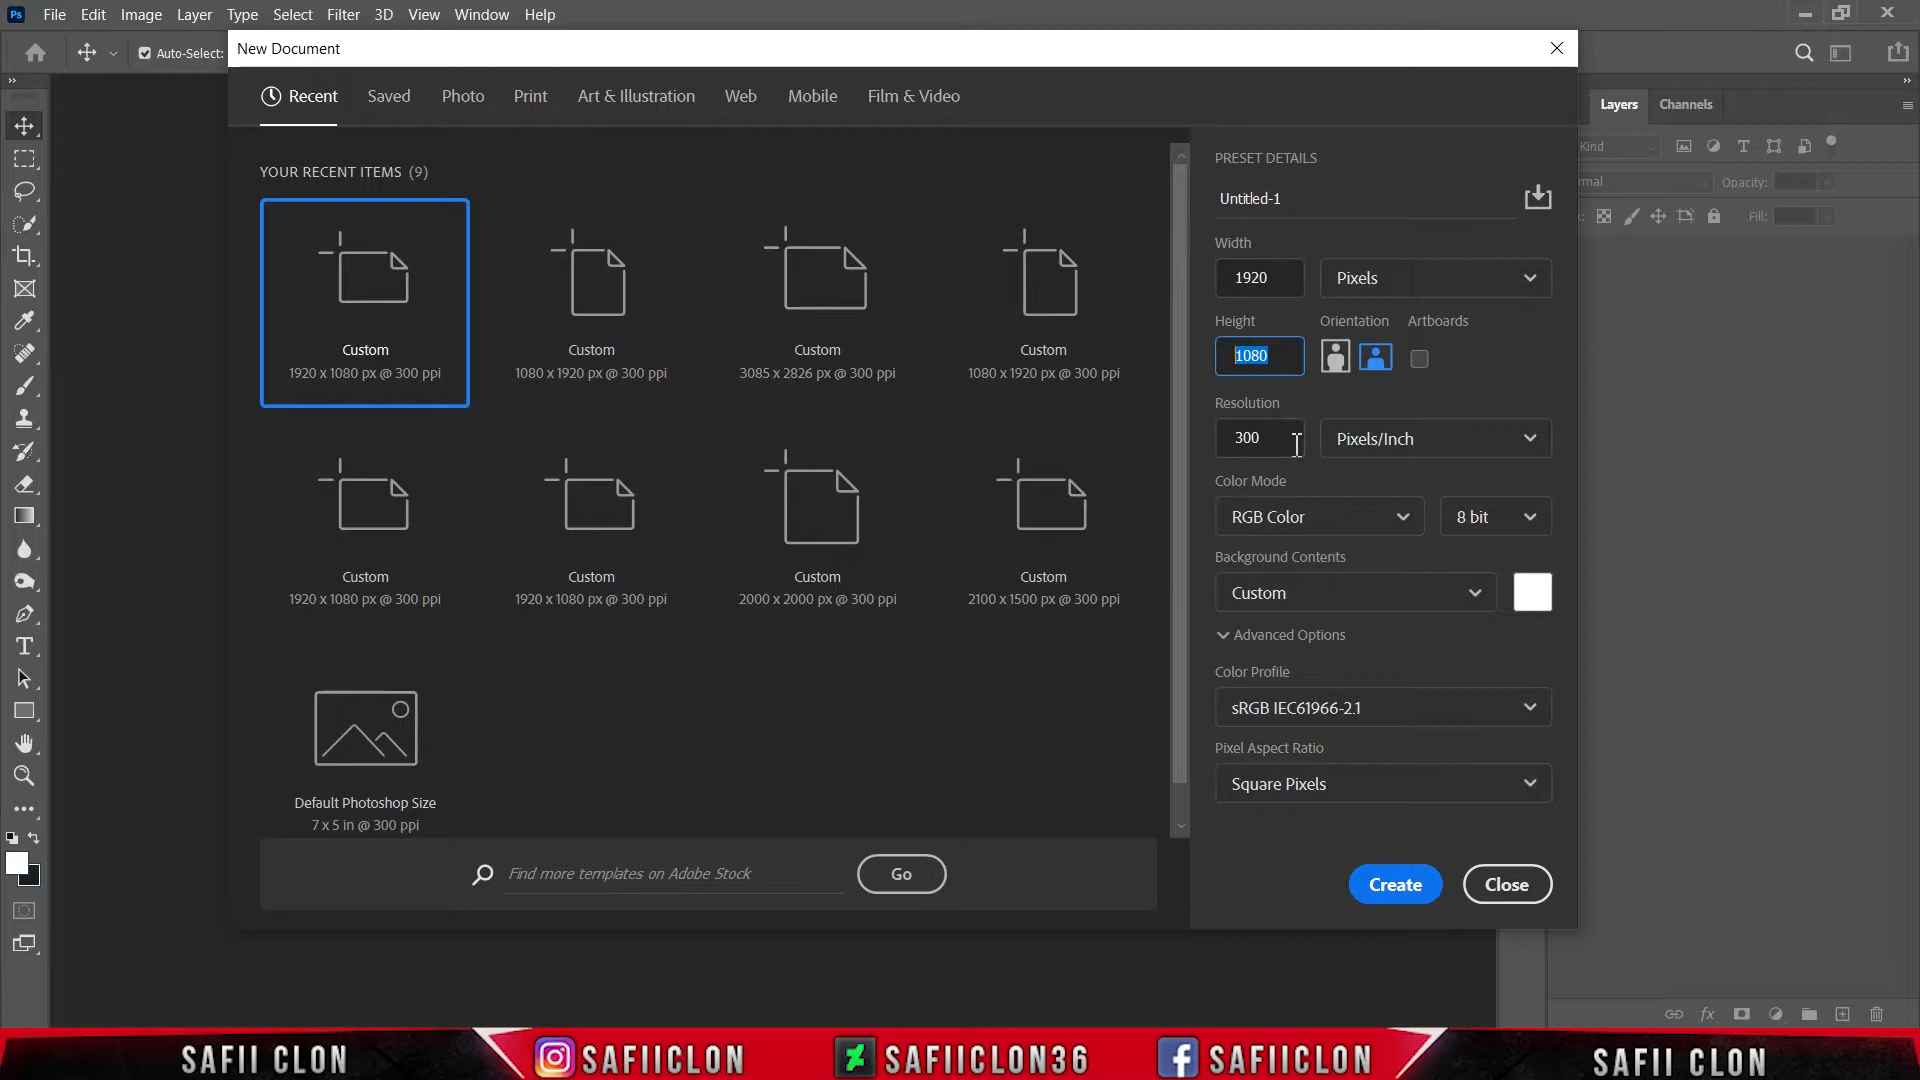 Ps File Edit Image Layer Type Select Filter 3D View Window Help
Auto-Select:
New Document
Recent Saved Photo Print Art & Illustration Web Mobile Film & Video
YOUR RECENT ITEMS (9)
Custom
1920 x 1080 px @ 300 ppi
Custom
1080 x 1920 px @ 300 ppi
Custom
3085 x 2826 px @ 300 ppi
Custom
1080 x 1920 px @ 300 ppi
Custom
1920 x 1080 px @ 300 ppi
Custom
1920 x 1080 px @ 300 ppi
Custom
2000 x 2000 px @ 300 ppi
Custom
2100 x 1500 px @ 300 ppi
Default Photoshop Size
7 x 5 in @ 300 ppi
Find more templates on Adobe Stock
Go
PRESET DETAILS
Untitled-1
Width
1920 Pixels
Height Orientation Artboards
1080
Resolution
300 Pixels/Inch
Color Mode
RGB Color 8 bit
Background Contents
Custom
Advanced Options
Color Profile
sRGB IEC61966-2.1
Pixel Aspect Ratio
Square Pixels
Create Close
Layers Channels
Kind
rmal Opacity:
Fill:
fx
SAFII CLON SAFIICLON SAFIICLON36 SAFIICLON SAFII CLON